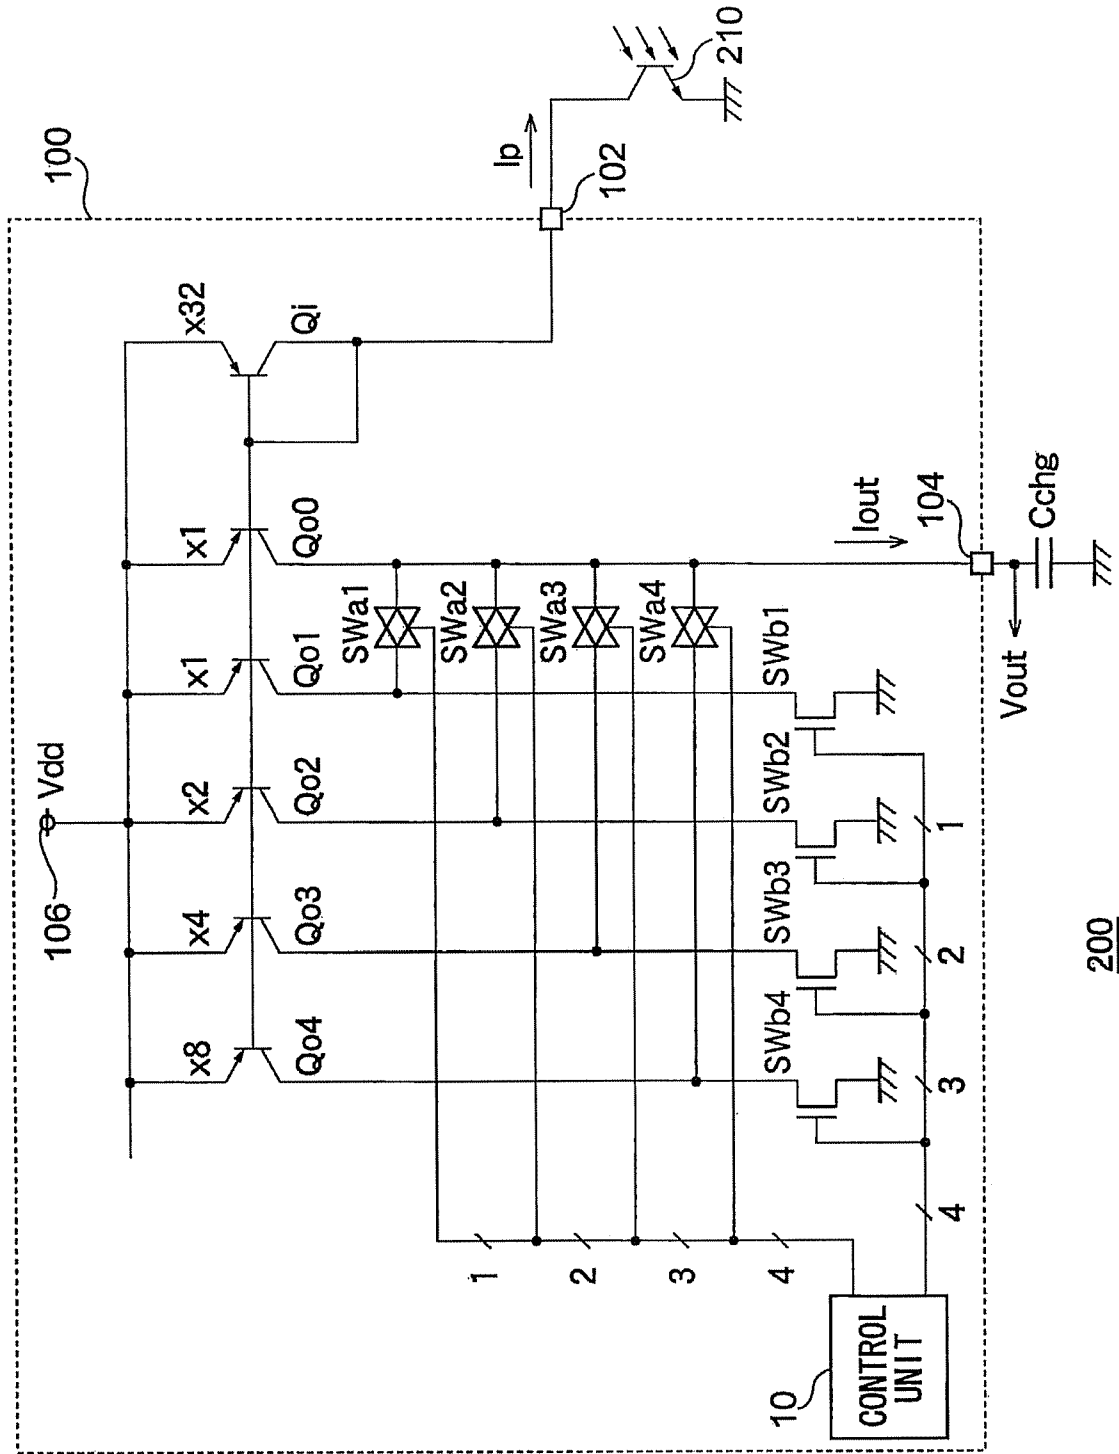 100
106
Vdd
x8
x4
x2
x1
x1
x32
Qo4
Qo3
Qo2
Qo1
Qo0
Qi
Ip
102
210
SWa1
SWa2
SWa3
SWa4
1
2
3
4
SWb4
SWb3
SWb2
SWb1
Iout
104
10
CONTROL
UNIT
4
3
2
1
Vout
Cchg
200